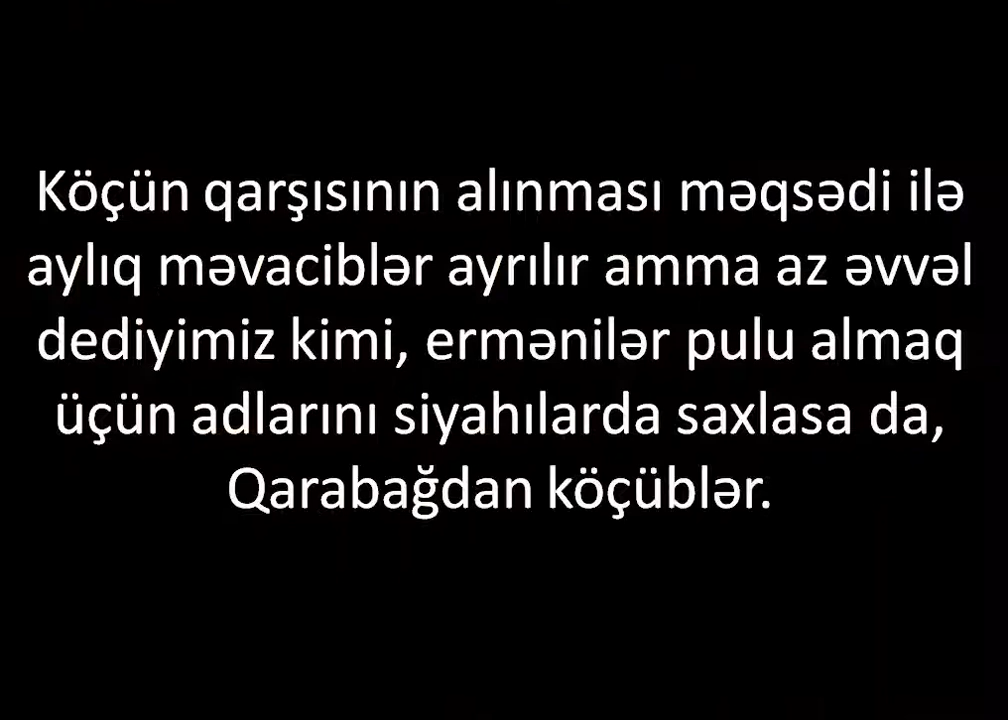 Köçün qarşısının alınması məqsədi ilə
aylıq məvaciblər ayrılır amma az əvvəl
dediyimiz kimi, ermənilər pulu almaq
üçün adlarını siyahılarda saxlasa da,
Qarabağdan köçüblər.